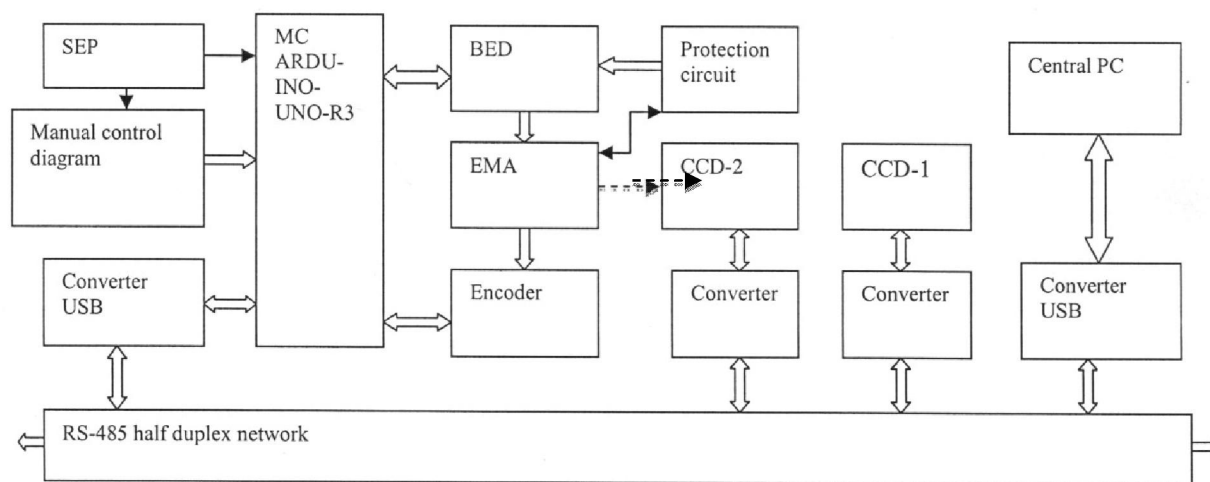 SEP
MC
ARDU-
INO-
UNO-R3
BED
Protection
circuit
Central PC
Manual control
diagram
EMA
CCD-2
CCD-1
Converter
USB
Encoder
Converter
Converter
Converter
USB
RS-485 half duplex network